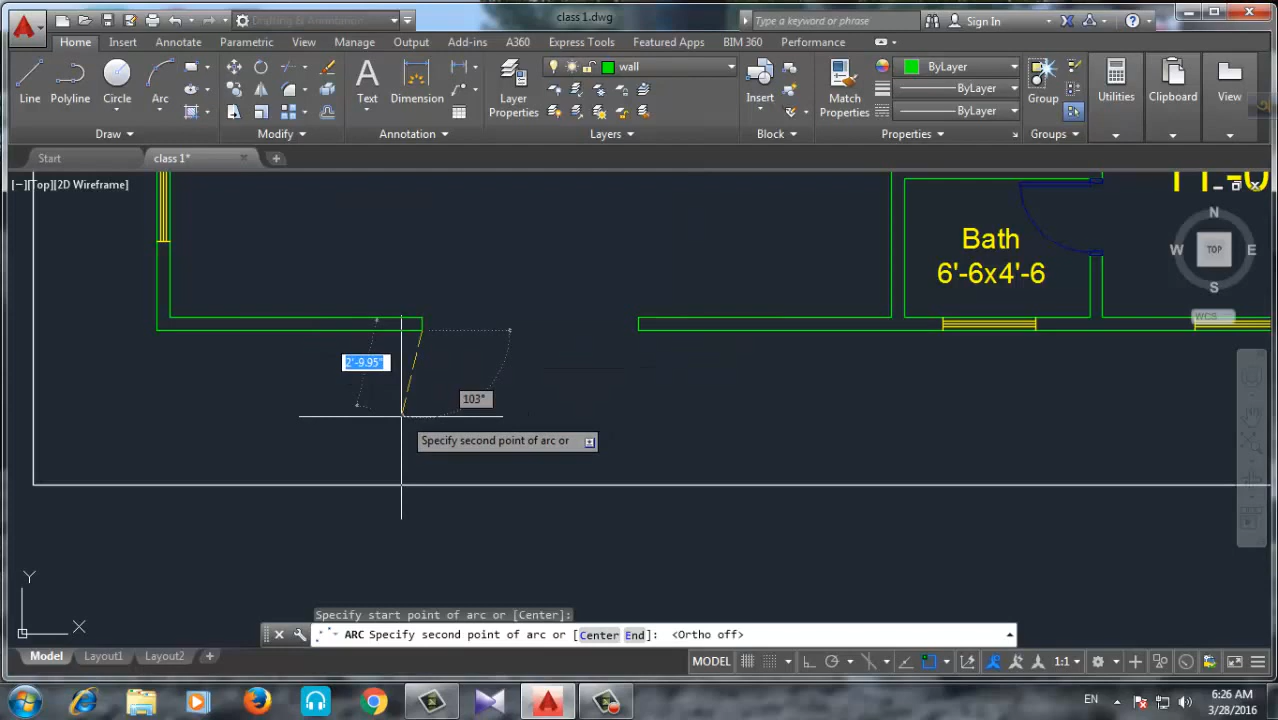 Drafting & Annotation
class 1.dwg
Type a keyword or phrase
Sign In
Home Insert Annotate Parametric View Manage Output Add-ins A360 Express Tools Featured Apps BIM 360 Performance
wall
ByLayer
ByLayer
ByLayer
Line Polyline Circle Arc
Text Dimension
Layer Properties
Insert
Match Properties
Group
Utilities Clipboard View
Draw Modify Annotation Layers Block Properties Groups
Start class 1*
[−][Top][2D Wireframe]
N
W TOP E
S
WCS
Bath
6'-6x4'-6
2'-9.95"
103°
Specify second point of arc or
Y
X
Specify start point of arc or [Center]:
ARC Specify second point of arc or [Center End]: <Ortho off>
Model Layout1 Layout2
MODEL 1:1
EN
6:26 AM
3/28/2016